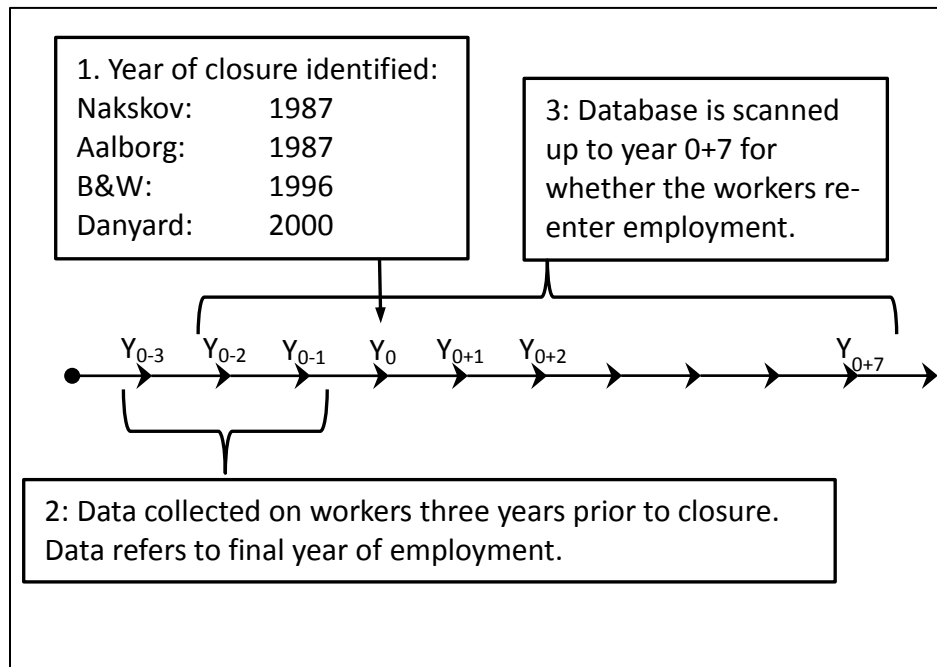 1. Year of closure identified:
Nakskov: 1987
Aalborg: 1987
B&W: 1996
Danyard: 2000
3: Database is scanned
up to year 0+7 for
whether the workers re-
enter employment.
Y0-3 Y0-2 Y0-1 Y0 Y0+1 Y0+2 Y0+7
2: Data collected on workers three years prior to closure.
Data refers to final year of employment.